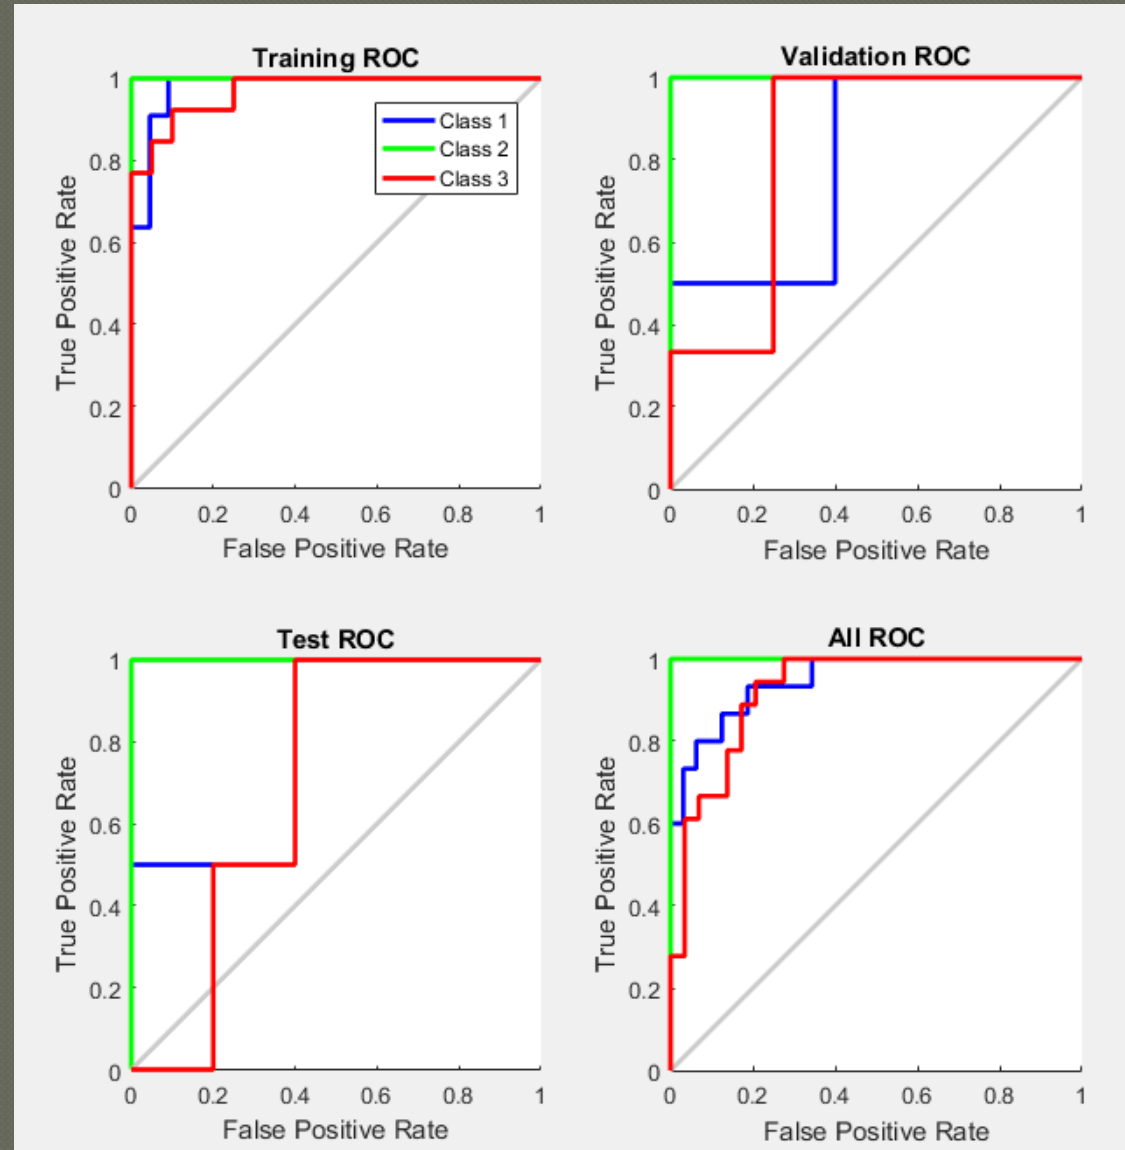 Training ROC
1
0.8
0.6
0.4
0.2
0
True Positive Rate
Class 1
Class 2
Class 3
0 0.2 0.4 0.6 0.8 1
False Positive Rate
Validation ROC
1
0.8
0.6
0.4
0.2
0
True Positive Rate
0 0.2 0.4 0.6 0.8 1
False Positive Rate
Test ROC
1
0.8
0.6
0.4
0.2
0
True Positive Rate
0 0.2 0.4 0.6 0.8 1
False Positive Rate
All ROC
1
0.8
0.6
0.4
0.2
0
True Positive Rate
0 0.2 0.4 0.6 0.8 1
False Positive Rate